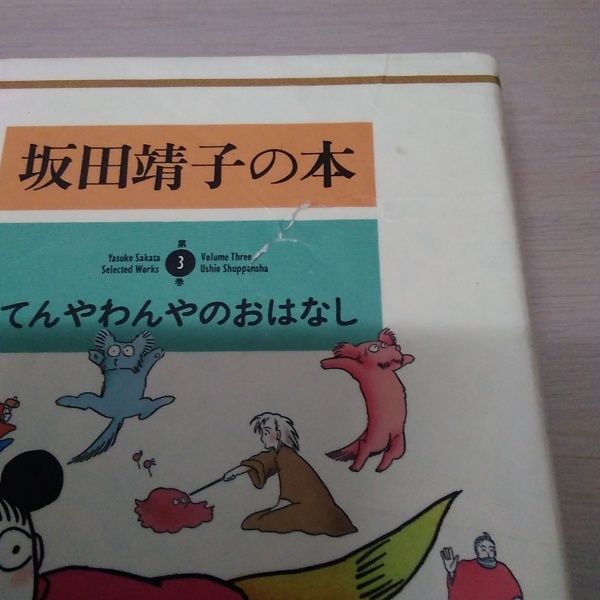 坂田靖子の本
第
3
巻
Yasuko Sakata
Selected Works
Volume Three
Ushio Shuppansha
てんやわんやのおはなし